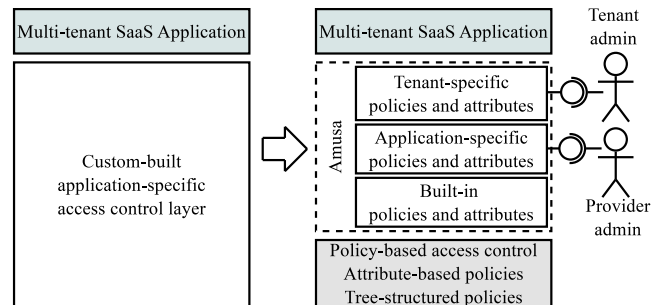 Multi-tenant SaaS Application
Custom-built
application-specific
access control layer
Multi-tenant SaaS Application
Amusa
Tenant-specific
policies and attributes
Application-specific
policies and attributes
Built-in
policies and attributes
Policy-based access control
Attribute-based policies
Tree-structured policies
Tenant
admin
Provider
admin